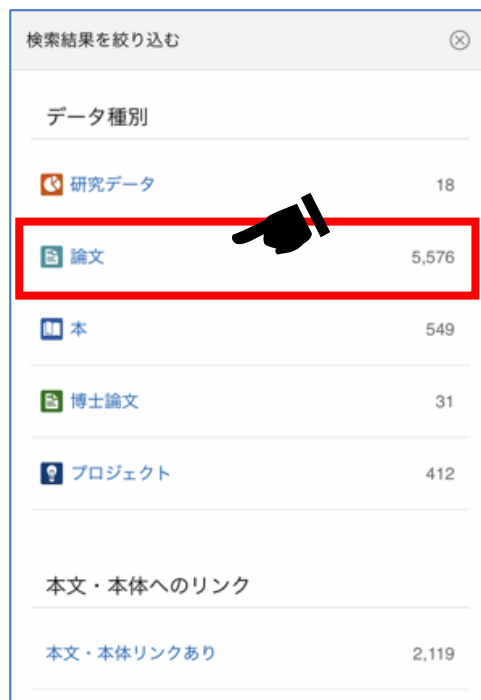 検索結果を絞り込む
データ種別
研究データ 18
論文 5,576
本 549
博士論文 31
プロジェクト 412
本文・本体へのリンク
本文・本体リンクあり 2,119